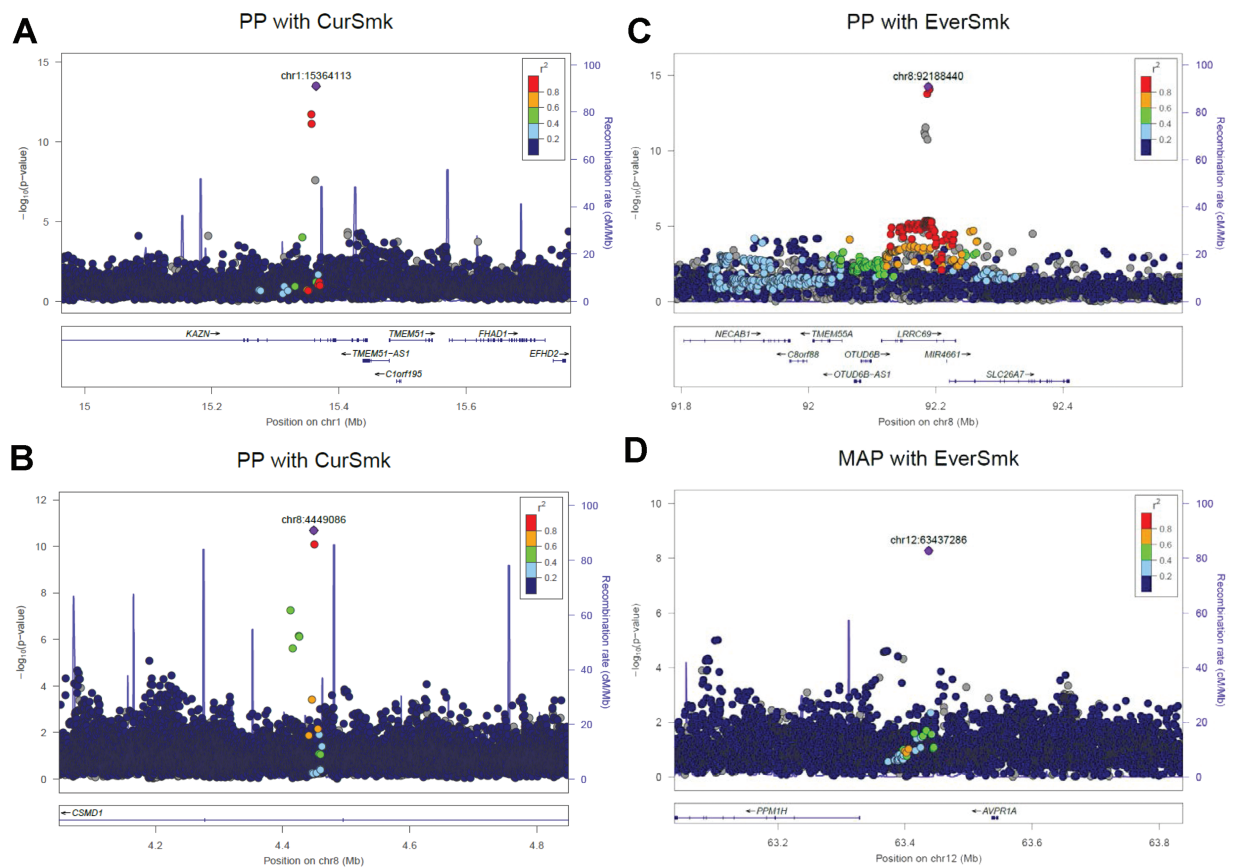 A
PP with CurSmk
chr1:15364113
−log10(p−value)
Recombination rate (cM/Mb)
0
5
10
15
0
20
40
60
80
100
r2
0.8
0.6
0.4
0.2
KAZN→
TMEM51→
FHAD1→
←TMEM51−AS1
EFHD2→
←C1orf195
15
15.2
15.4
15.6
Position on chr1 (Mb)
B
PP with CurSmk
chr8:4449086
−log10(p−value)
Recombination rate (cM/Mb)
0
2
4
6
8
10
12
0
20
40
60
80
100
r2
0.8
0.6
0.4
0.2
←CSMD1
4.2
4.4
4.6
4.8
Position on chr8 (Mb)
C
PP with EverSmk
chr8:92188440
−log10(p−value)
Recombination rate (cM/Mb)
0
5
10
15
0
20
40
60
80
100
r2
0.8
0.6
0.4
0.2
NECAB1→
←TMEM55A
LRRC69→
←C8orf88
OTUD6B→
MIR4661→
←OTUD6B−AS1
SLC26A7→
91.8
92
92.2
92.4
Position on chr8 (Mb)
D
MAP with EverSmk
chr12:63437286
−log10(p−value)
Recombination rate (cM/Mb)
0
2
4
6
8
10
0
20
40
60
80
100
r2
0.8
0.6
0.4
0.2
←PPM1H
←AVPR1A
63.2
63.4
63.6
63.8
Position on chr12 (Mb)